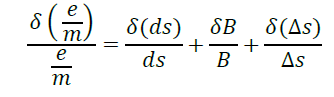 δ(e/m) / (e/m) = δ(ds)/ds + δB/B + δ(Δs)/Δs